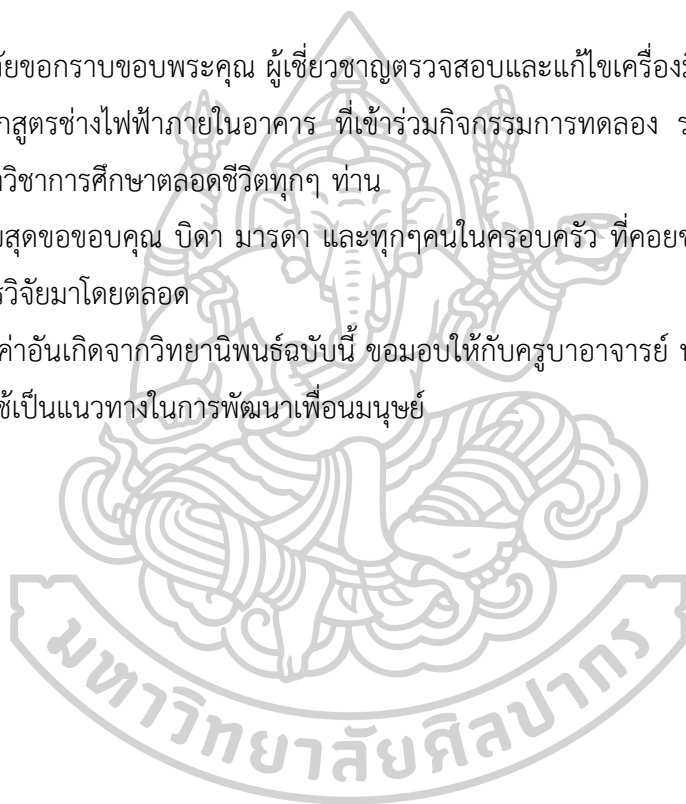 ัยขอกราบขอบพระคุณ ผู้เชี่ยวชาญตรวจสอบและแก้ไขเครื่องมื
กสูตรช่างไฟฟ้าภายในอาคาร ที่เข้าร่วมกิจกรรมการทดลอง ร
วิชาการศึกษาตลอดชีวิตทุกๆ ท่าน
ยสุดขอขอบคุณ บิดา มารดา และทุกๆคนในครอบครัว ที่คอยช
รวิจัยมาโดยตลอด
ค่าอันเกิดจากวิทยานิพนธ์ฉบับนี้ ขอมอบให้กับครูบาอาจารย์
ช้เป็นแนวทางในการพัฒนาเพื่อนมนุษย์
มหาวิทยาลัยศิลปากร